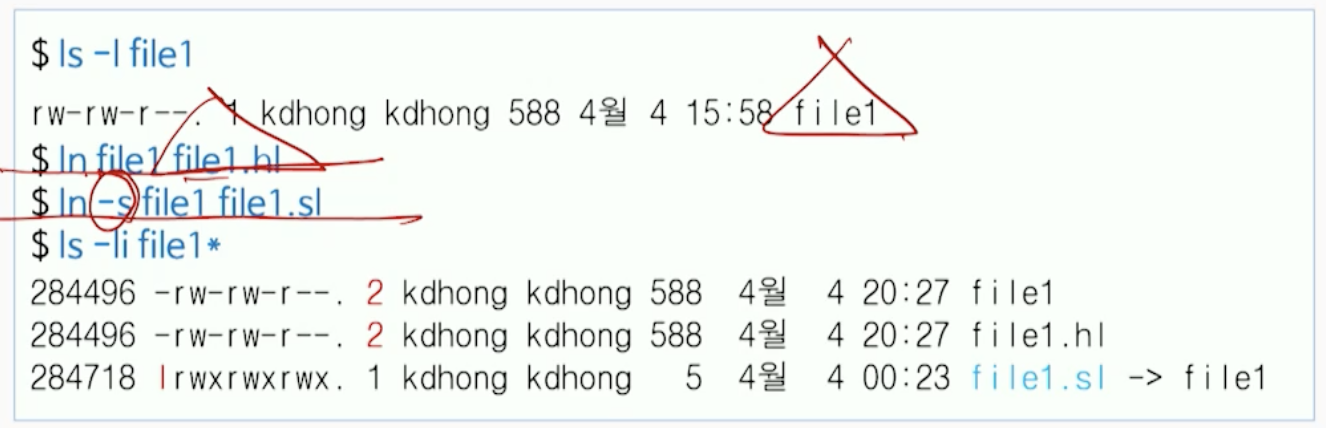 $ ls -l file1
rw-rw-r--. 1 kdhong kdhong 588 4월 4 15:58 file1
$ ln file1 file1.hl
$ ln -s file1 file1.sl
$ ls -li file1*
284496 -rw-rw-r--. 2 kdhong kdhong 588 4월 4 20:27 file1
284496 -rw-rw-r--. 2 kdhong kdhong 588 4월 4 20:27 file1.hl
284718 lrwxrwxrwx. 1 kdhong kdhong 5 4월 4 00:23 file1.sl -> file1